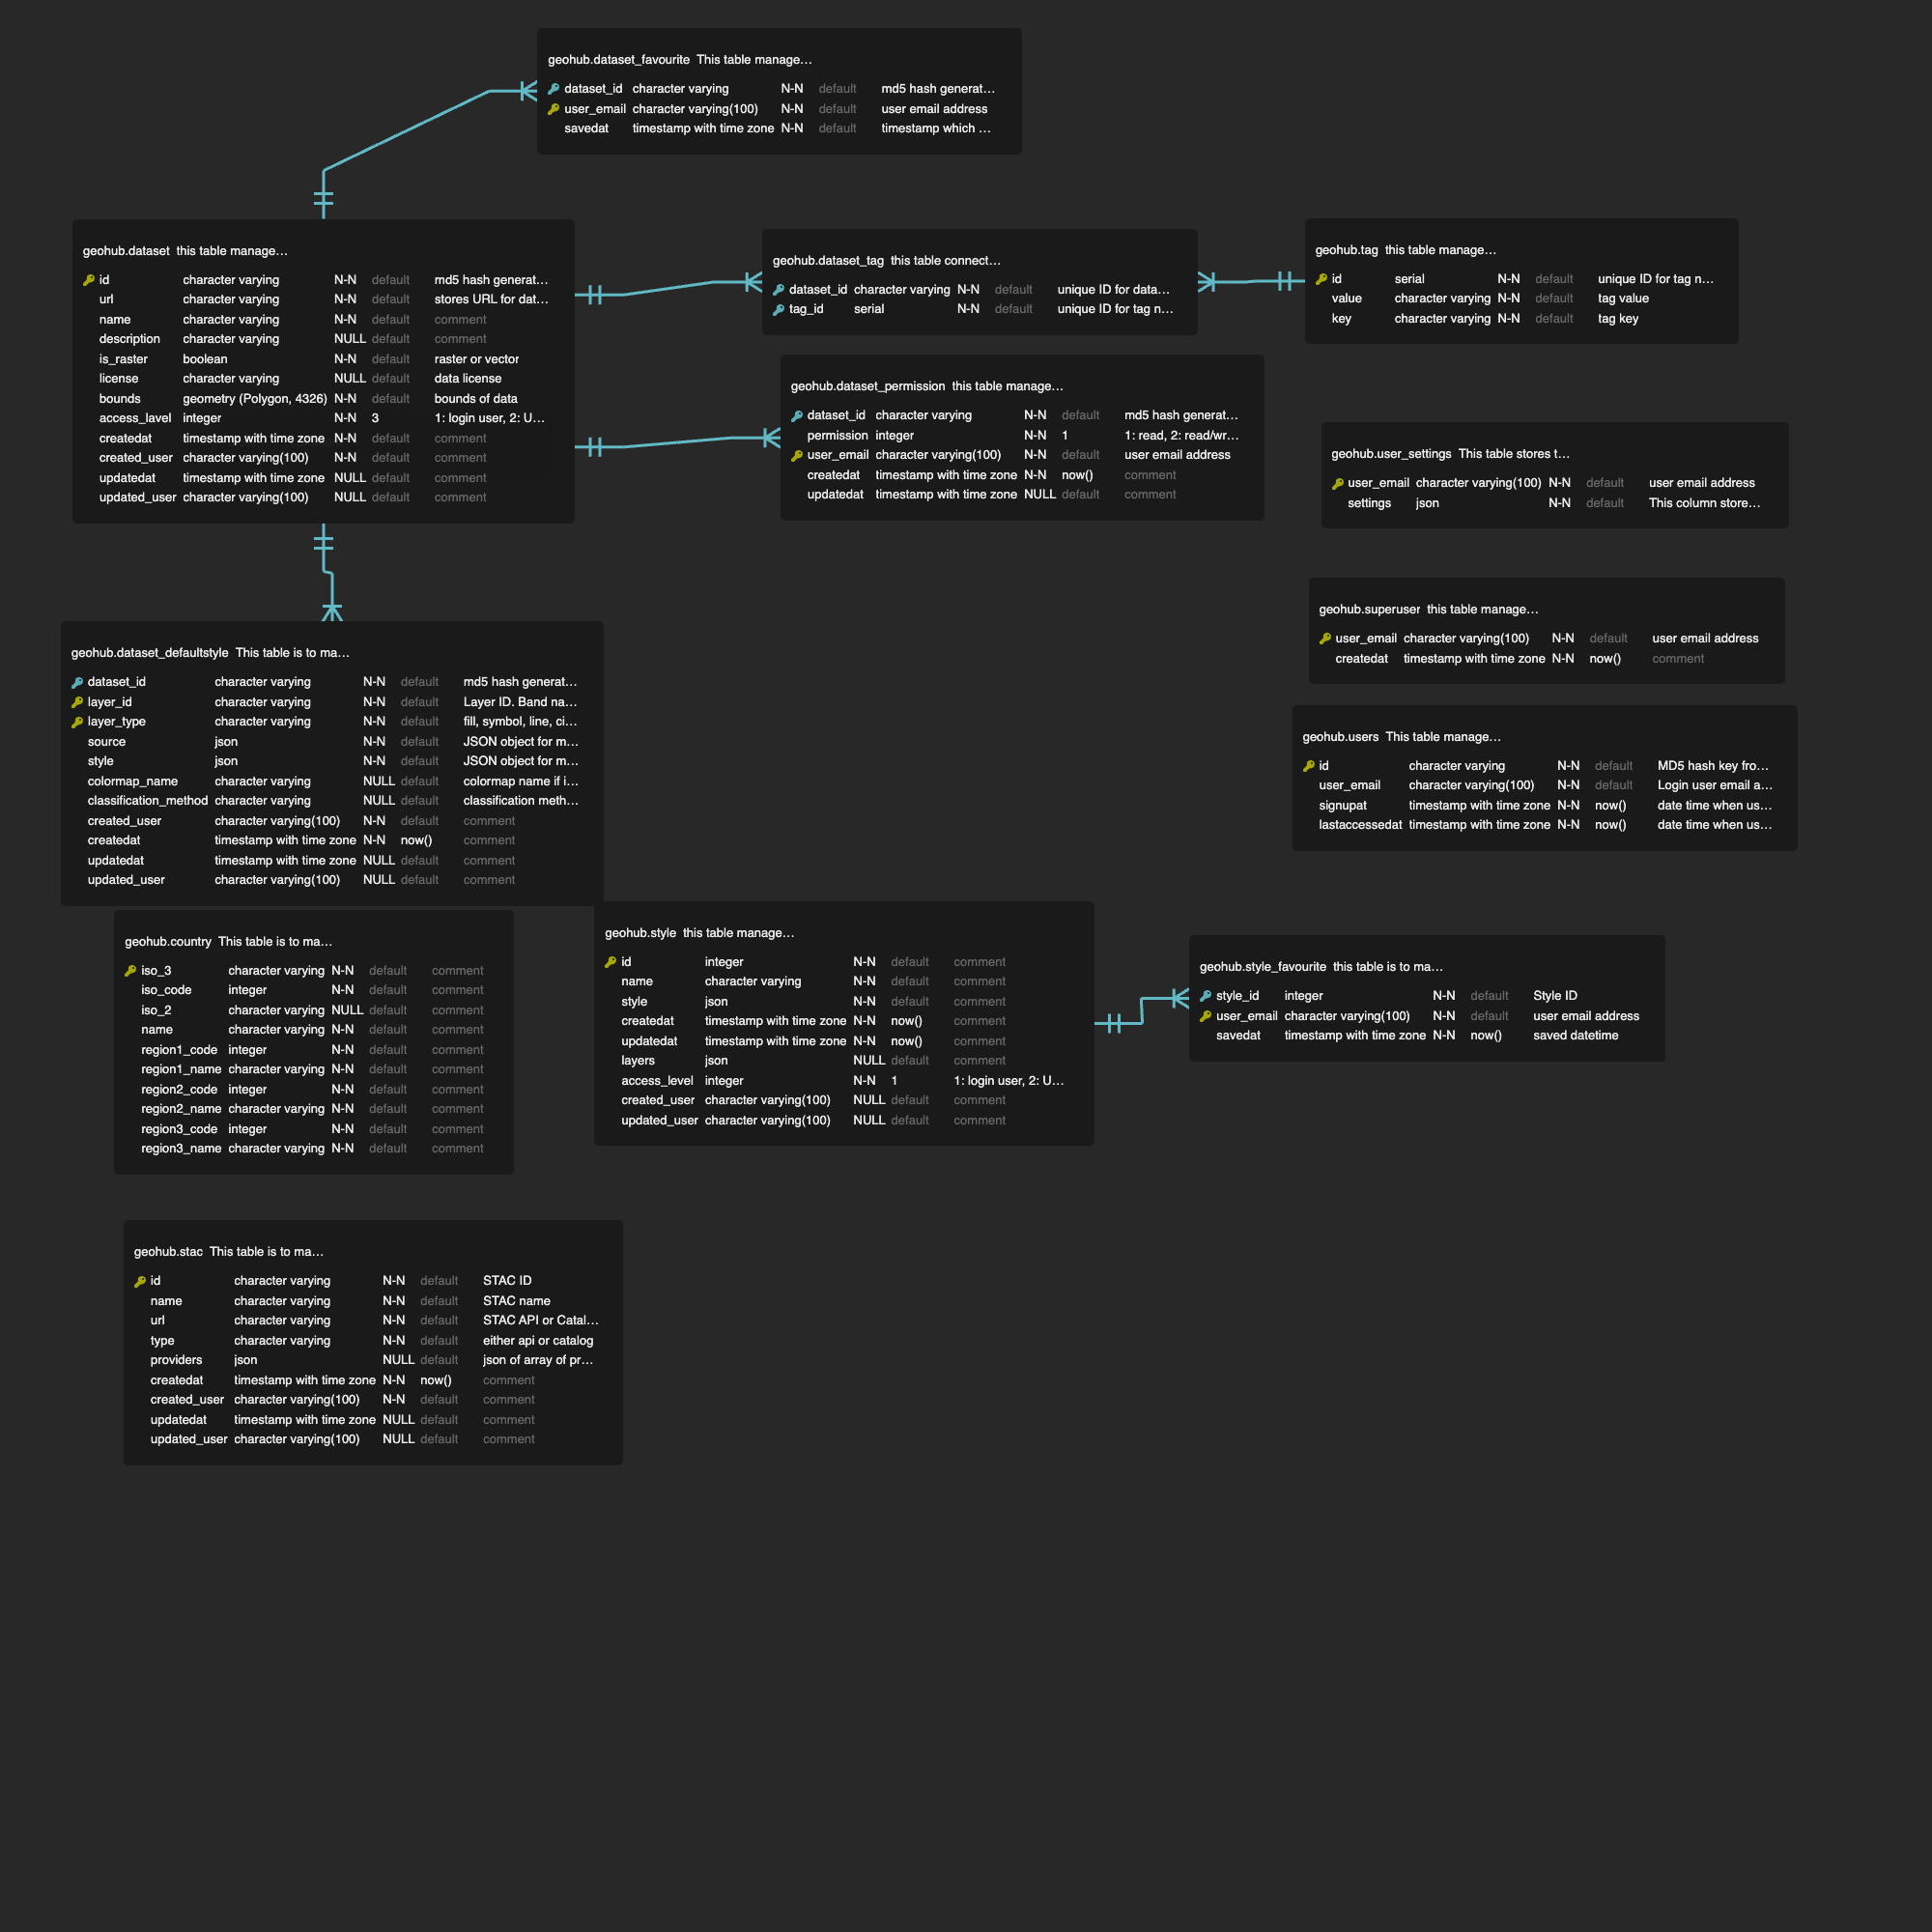 geohub.dataset_favourite This table manage...
dataset_id character varying N-N default md5 hash generat...
user_email character varying(100) N-N default user email address
savedat timestamp with time zone N-N default timestamp which ...
geohub.dataset this table manage...
id character varying N-N default md5 hash generat...
url character varying N-N default stores URL for dat...
name character varying N-N default comment
description character varying NULL default comment
is_raster boolean N-N default raster or vector
license character varying NULL default data license
bounds geometry (Polygon, 4326) N-N default bounds of data
access_lavel integer N-N 3 1: login user, 2: U...
createdat timestamp with time zone N-N default comment
created_user character varying(100) N-N default comment
updatedat timestamp with time zone NULL default comment
updated_user character varying(100) NULL default comment
geohub.dataset_tag this table connect...
dataset_id character varying N-N default unique ID for data...
tag_id serial N-N default unique ID for tag n...
geohub.tag this table manage...
id serial N-N default unique ID for tag n...
value character varying N-N default tag value
key character varying N-N default tag key
geohub.dataset_permission this table manage...
dataset_id character varying N-N default md5 hash generat...
permission integer N-N 1 1: read, 2: read/wr...
user_email character varying(100) N-N default user email address
createdat timestamp with time zone N-N now() comment
updatedat timestamp with time zone NULL default comment
geohub.user_settings This table stores t...
user_email character varying(100) N-N default user email address
settings json N-N default This column store...
geohub.superuser this table manage...
user_email character varying(100) N-N default user email address
createdat timestamp with time zone N-N now() comment
geohub.users This table manage...
id character varying N-N default MD5 hash key fro...
user_email character varying(100) N-N default Login user email a...
signupat timestamp with time zone N-N now() date time when us...
lastaccessedat timestamp with time zone N-N now() date time when us...
geohub.dataset_defaultstyle This table is to ma...
dataset_id character varying N-N default md5 hash generat...
layer_id character varying N-N default Layer ID. Band na...
layer_type character varying N-N default fill, symbol, line, ci...
source json N-N default JSON object for m...
style json N-N default JSON object for m...
colormap_name character varying NULL default colormap name if i...
classification_method character varying NULL default classification meth...
created_user character varying(100) N-N default comment
createdat timestamp with time zone N-N now() comment
updatedat timestamp with time zone NULL default comment
updated_user character varying(100) NULL default comment
geohub.country This table is to ma...
iso_3 character varying N-N default comment
iso_code integer N-N default comment
iso_2 character varying NULL default comment
name character varying N-N default comment
region1_code integer N-N default comment
region1_name character varying N-N default comment
region2_code integer N-N default comment
region2_name character varying N-N default comment
region3_code integer N-N default comment
region3_name character varying N-N default comment
geohub.style this table manage...
id integer N-N default comment
name character varying N-N default comment
style json N-N default comment
createdat timestamp with time zone N-N now() comment
updatedat timestamp with time zone N-N now() comment
layers json NULL default comment
access_level integer N-N 1 1: login user, 2: U...
created_user character varying(100) NULL default comment
updated_user character varying(100) NULL default comment
geohub.style_favourite this table is to ma...
style_id integer N-N default Style ID
user_email character varying(100) N-N default user email address
savedat timestamp with time zone N-N now() saved datetime
geohub.stac This table is to ma...
id character varying N-N default STAC ID
name character varying N-N default STAC name
url character varying N-N default STAC API or Catal...
type character varying N-N default either api or catalog
providers json NULL default json of array of pr...
createdat timestamp with time zone N-N now() comment
created_user character varying(100) N-N default comment
updatedat timestamp with time zone NULL default comment
updated_user character varying(100) NULL default comment